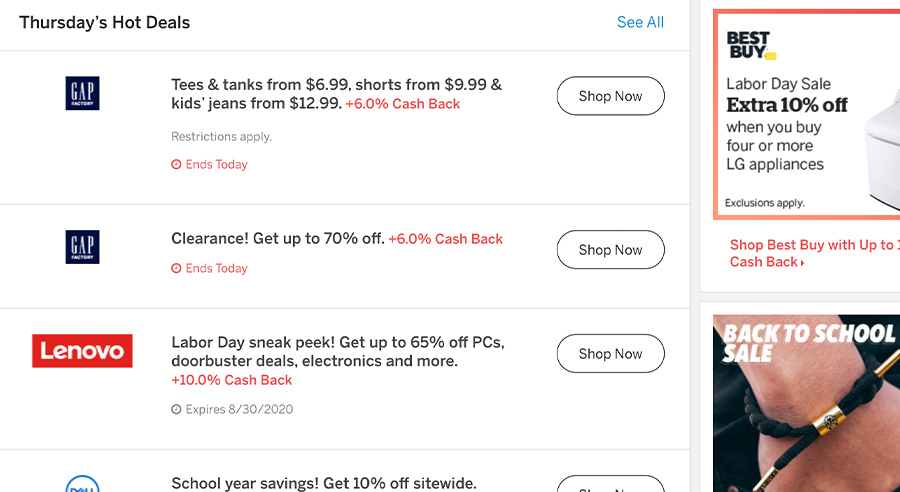 Thursday's Hot Deals
See All
GAP
FACTORY
Tees & tanks from $6.99, shorts from $9.99 &
kids' jeans from $12.99. +6.0% Cash Back
Restrictions apply.
Ends Today
Shop Now
GAP
FACTORY
Clearance! Get up to 70% off. +6.0% Cash Back
Ends Today
Shop Now
Lenovo
Labor Day sneak peek! Get up to 65% off PCs,
doorbuster deals, electronics and more.
+10.0% Cash Back
Expires 8/30/2020
Shop Now
School year savings! Get 10% off sitewide.
BEST
BUY
Labor Day Sale
Extra 10% off
when you buy
four or more
LG appliances
Exclusions apply.
Shop Best Buy with Up to
Cash Back
BACK TO SCHOOL
SALE